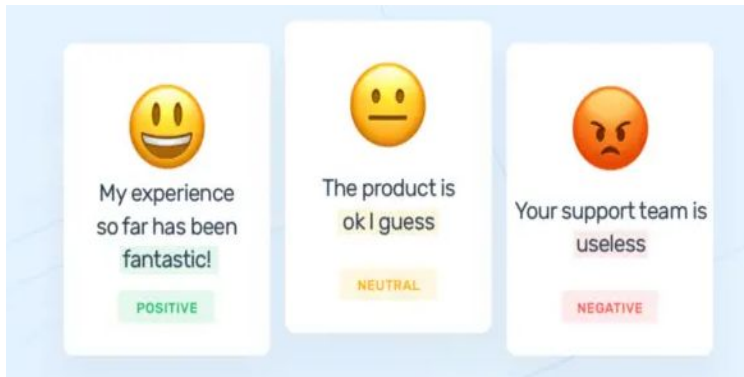 My experience
so far has been
fantastic!
POSITIVE
The product is
ok I guess
NEUTRAL
Your support team is
useless
NEGATIVE